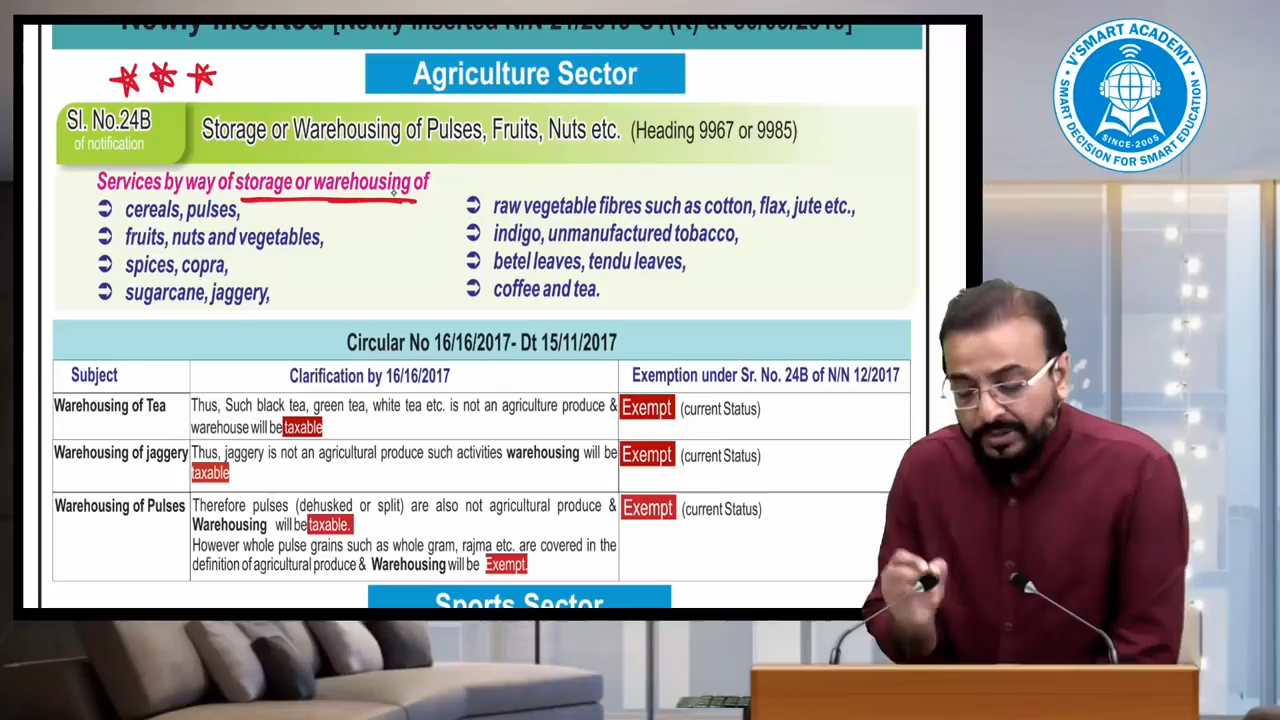 Agriculture Sector
Sl. No.24B
of notification
Storage or Warehousing of Pulses, Fruits, Nuts etc. (Heading 9967 or 9985)
Services by way of storage or warehousing of
cereals, pulses,
fruits, nuts and vegetables,
spices, copra,
sugarcane, jaggery,
raw vegetable fibres such as cotton, flax, jute etc.,
indigo, unmanufactured tobacco,
betel leaves, tendu leaves,
coffee and tea.
Circular No 16/16/2017- Dt 15/11/2017
Subject Clarification by 16/16/2017 Exemption under Sr. No. 24B of N/N 12/2017
Warehousing of Tea Thus, Such black tea, green tea, white tea etc. is not an agriculture produce & Exempt (current Status)
warehouse will be taxable
Warehousing of jaggery Thus, jaggery is not an agricultural produce such activities warehousing will be Exempt (current Status)
taxable
Warehousing of Pulses Therefore pulses (dehusked or split) are also not agricultural produce & Exempt (current Status)
Warehousing will be taxable.
However whole pulse grains such as whole gram, rajma etc. are covered in the
definition of agricultural produce & Warehousing will be Exempt.
Sports Sector
V'SMART ACADEMY
SINCE-2005
SMART DECISION FOR SMART EDUCATION